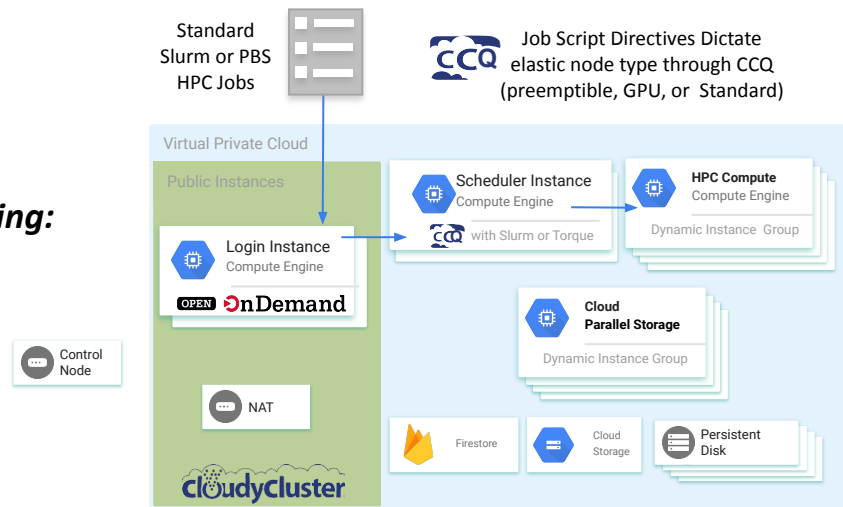 Standard
Slurm or PBS
HPC Jobs
CCQ
Job Script Directives Dictate
elastic node type through CCQ
(preemptible, GPU, or Standard)
ing:
Virtual Private Cloud
Public Instances
Login Instance
Compute Engine
OPEN OnDemand
Scheduler Instance
Compute Engine
CCQ with Slurm or Torque
HPC Compute
Compute Engine
Dynamic Instance Group
Cloud
Parallel Storage
Dynamic Instance Group
Control
Node
NAT
Firestore
Cloud
Storage
Persistent
Disk
cloudyCluster